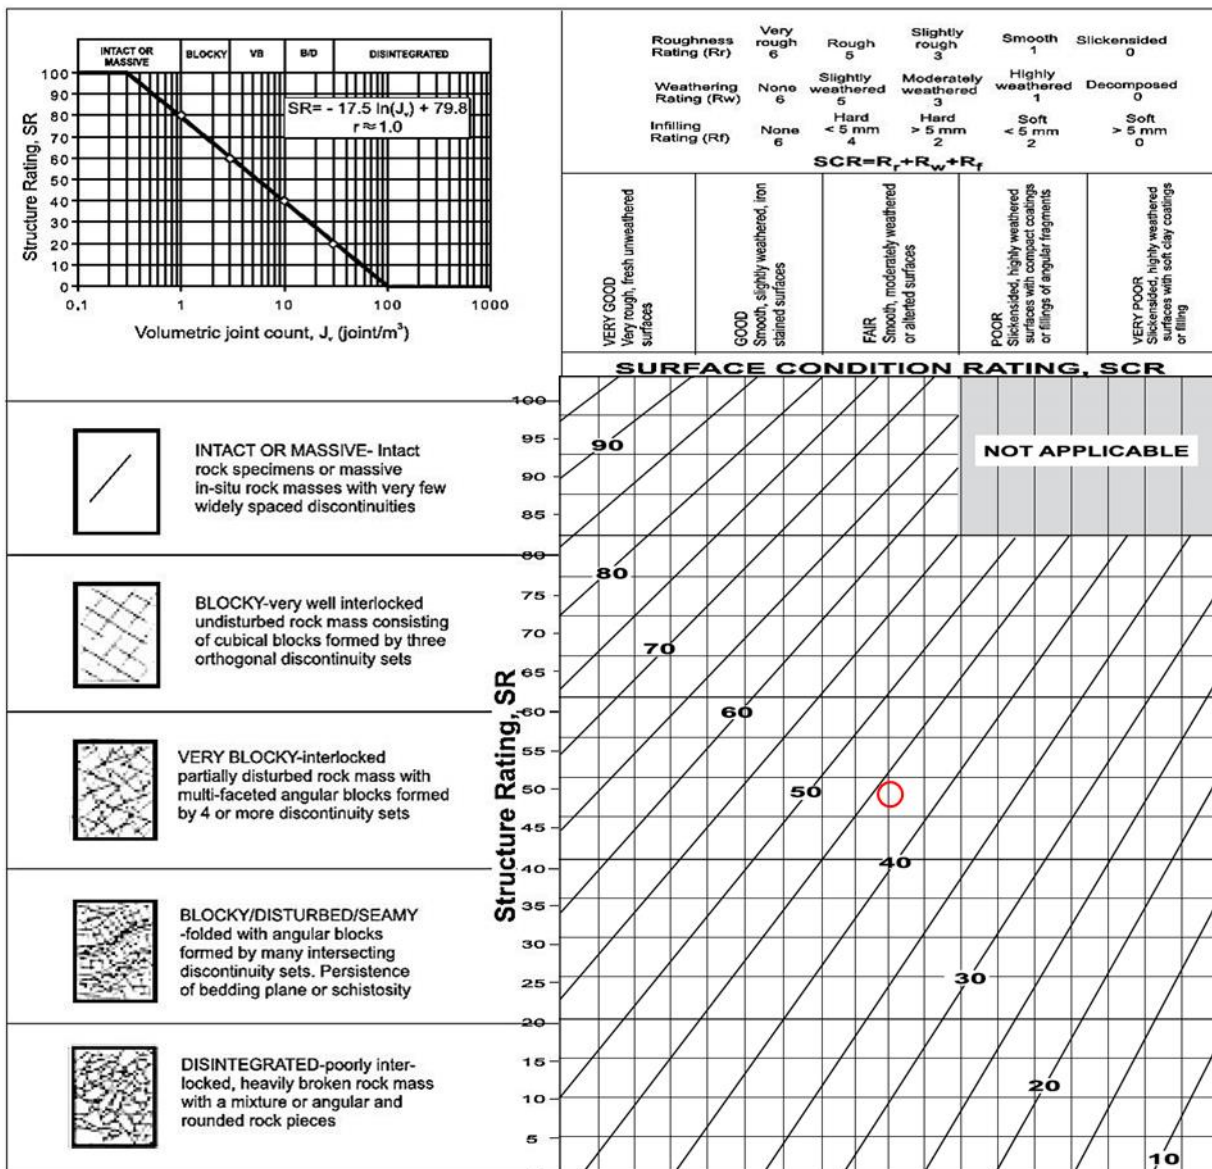 INTACT OR
MASSIVE
BLOCKY
VB
B/D
DISINTEGRATED
100
90
80
70
60
50
40
30
20
10
0
Structure Rating, SR
SR= - 17.5 ln(Jᵥ) + 79.8
r ≈ 1.0
0.1
1
10
100
1000
Volumetric joint count, Jᵥ (joint/m³)
Roughness
Rating (Rr)
Very
rough
6
Rough
5
Slightly
rough
3
Smooth
1
Slickensided
0
Weathering
Rating (Rw)
None
6
Slightly
weathered
5
Moderately
weathered
3
Highly
weathered
1
Decomposed
0
Infilling
Rating (Rf)
None
6
Hard
< 5 mm
4
Hard
> 5 mm
2
Soft
< 5 mm
2
Soft
> 5 mm
0
SCR=Rr+Rw+Rf
VERY GOOD
Very rough, fresh unweathered
surfaces
GOOD
Smooth, slightly weathered, iron
stained surfaces
FAIR
Smooth, moderately weathered
or alterted surfaces
POOR
Slickensided, highly weathered
surfaces with compact coatings
or fillings of angular fragments
VERY POOR
Slickensided, highly weathered
surfaces with soft clay coatings
or filling
SURFACE CONDITION RATING, SCR
INTACT OR MASSIVE- Intact
rock specimens or massive
in-situ rock masses with very few
widely spaced discontinuities
BLOCKY-very well interlocked
undisturbed rock mass consisting
of cubical blocks formed by three
orthogonal discontinuity sets
VERY BLOCKY-interlocked
partially disturbed rock mass with
multi-faceted angular blocks formed
by 4 or more discontinuity sets
BLOCKY/DISTURBED/SEAMY
-folded with angular blocks
formed by many intersecting
discontinuity sets. Persistence
of bedding plane or schistosity
DISINTEGRATED-poorly inter-
locked, heavily broken rock mass
with a mixture or angular and
rounded rock pieces
Structure Rating, SR
100
95
90
85
80
75
70
65
60
55
50
45
40
35
30
25
20
15
10
5
NOT APPLICABLE
90
80
70
60
50
40
30
20
10